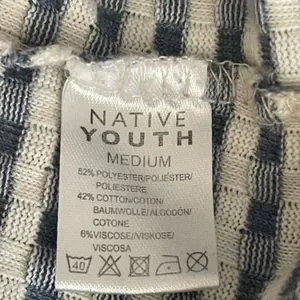 NATIVE
YOUTH
MEDIUM
52% POLYESTER/POLIESTER/
POLIESTERE
42% COTTON/COTON/
BAUMWOLLE/ALGODÓN/
COTONE
6%VISCOSE/VISKOSE/
VISCOSA
40